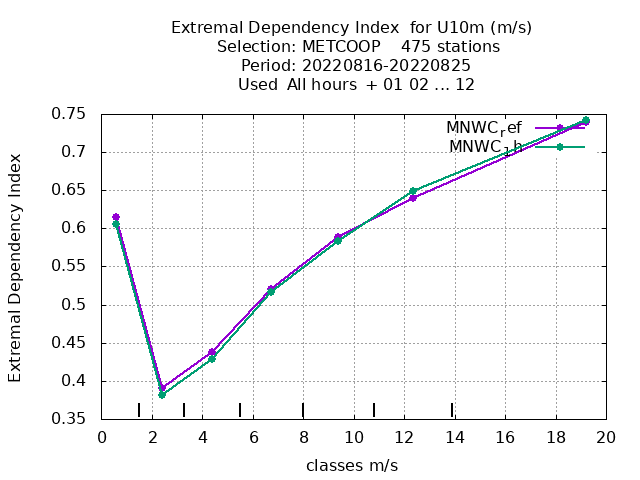 Extremal Dependency Index for U10m (m/s)
Selection: METCOOP 475 stations
Period: 20220816-20220825
Used All hours + 01 02 ... 12
Extremal Dependency Index
0.75
0.7
0.65
0.6
0.55
0.5
0.45
0.4
0.35
MNWC_ref
MNWC_1h
0 2 4 6 8 10 12 14 16 18 20
classes m/s